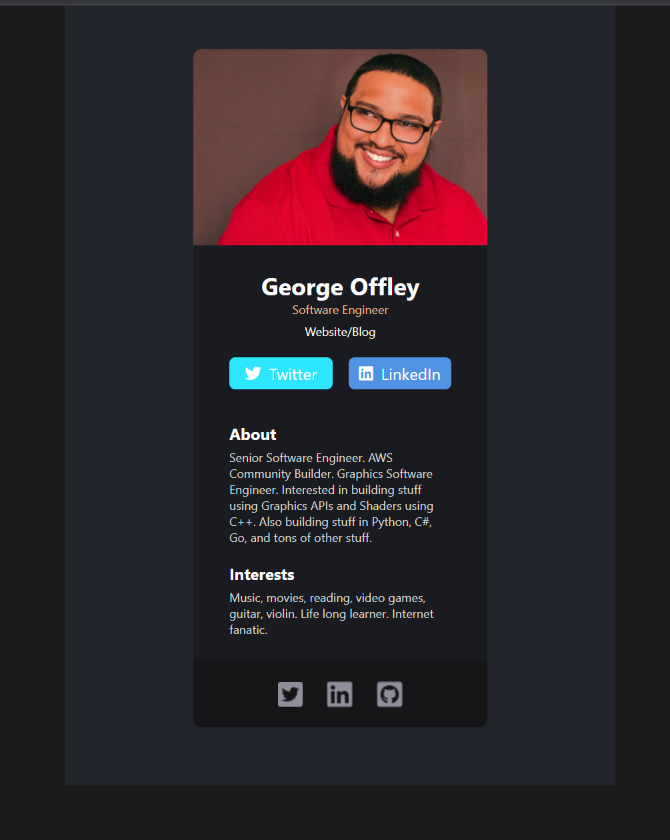 George Offley
Software Engineer
Website/Blog
Twitter
LinkedIn
About
Senior Software Engineer. AWS
Community Builder. Graphics Software
Engineer. Interested in building stuff
using Graphics APIs and Shaders using
C++. Also building stuff in Python, C#,
Go, and tons of other stuff.
Interests
Music, movies, reading, video games,
guitar, violin. Life long learner. Internet
fanatic.